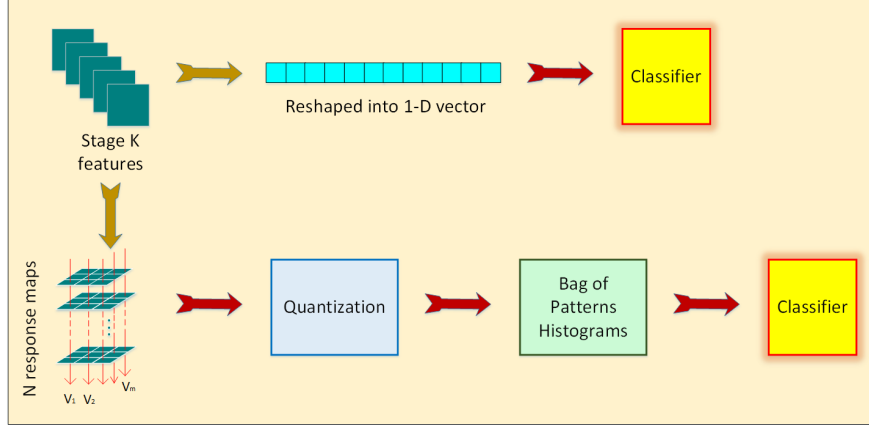 Classifier
Reshaped into 1-D vector
Stage K
features
N response maps
Quantization
Bag of
Patterns
Histograms
Classifier
V1 V2 Vm